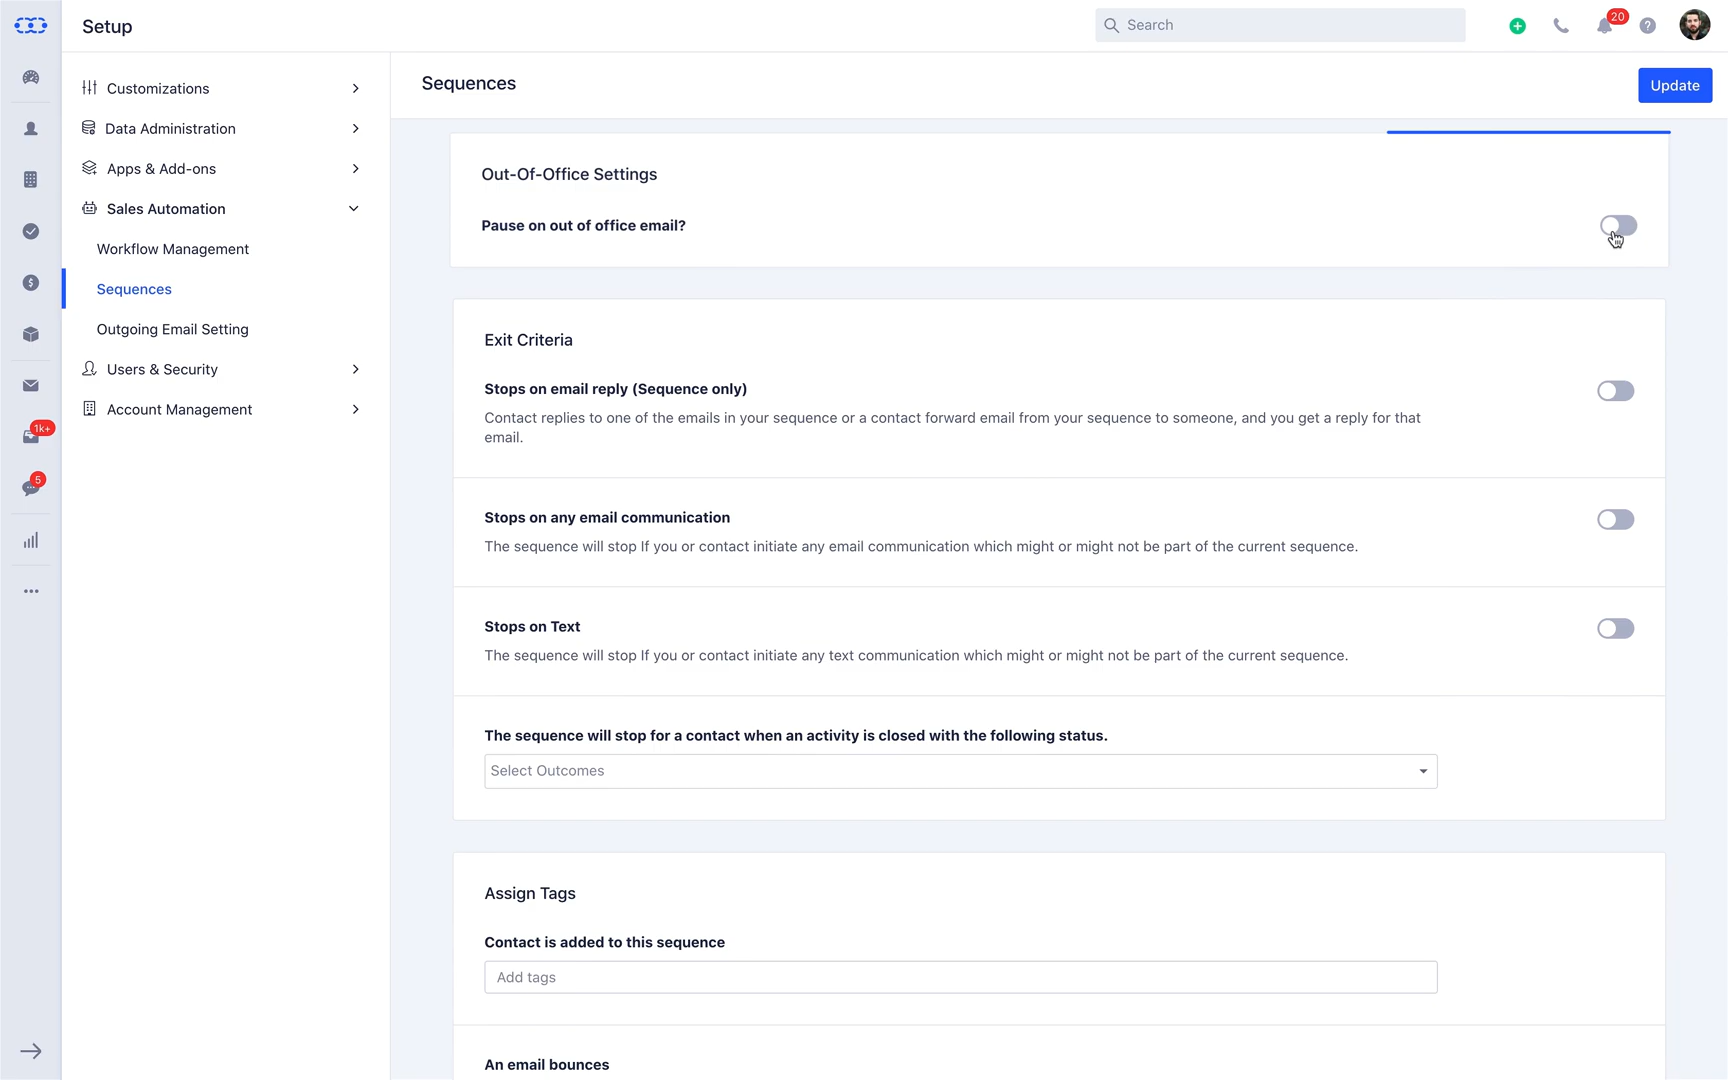 Setup
Search
20
Customizations
Data Administration
Apps & Add-ons
Sales Automation
Workflow Management
Sequences
Outgoing Email Setting
Users & Security
Account Management
1k+
5
Sequences
Update
Out-Of-Office Settings
Pause on out of office email?
Exit Criteria
Stops on email reply (Sequence only)
Contact replies to one of the emails in your sequence or a contact forward email from your sequence to someone, and you get a reply for that
email.
Stops on any email communication
The sequence will stop If you or contact initiate any email communication which might or might not be part of the current sequence.
Stops on Text
The sequence will stop If you or contact initiate any text communication which might or might not be part of the current sequence.
The sequence will stop for a contact when an activity is closed with the following status.
Select Outcomes
Assign Tags
Contact is added to this sequence
Add tags
An email bounces